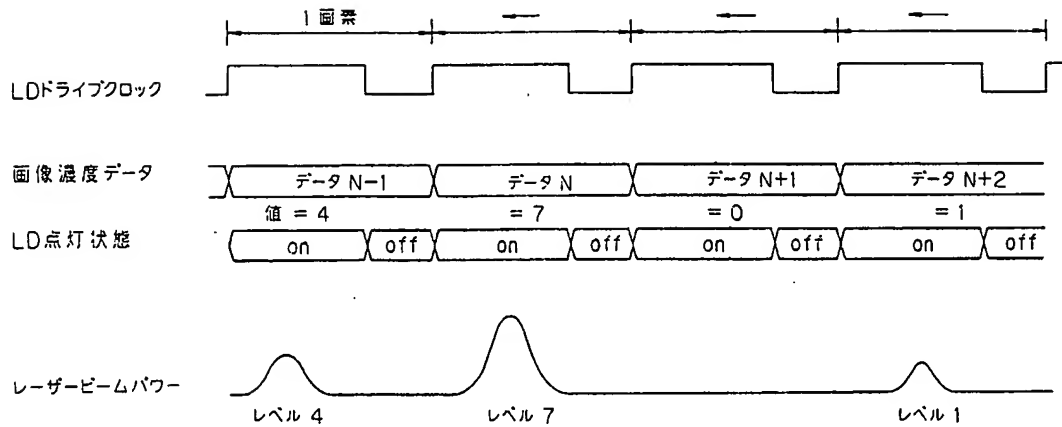 1画素
LDドライブクロック
画像濃度データ データN-1 データN データN+1 データN+2
値=4 =7 =0 =1
LD点灯状態 on off on off on off on off
レーザービームパワー
レベル4 レベル7 レベル1